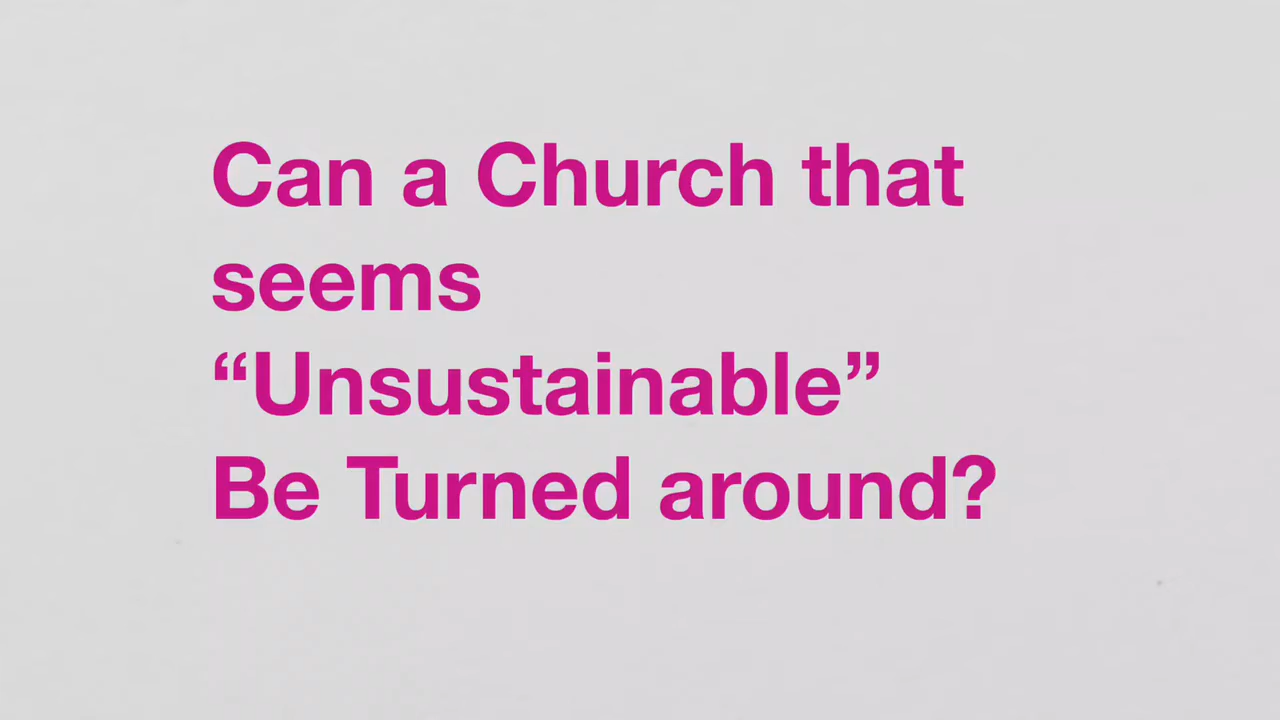 Can a Church that
seems
“Unsustainable”
Be Turned around?